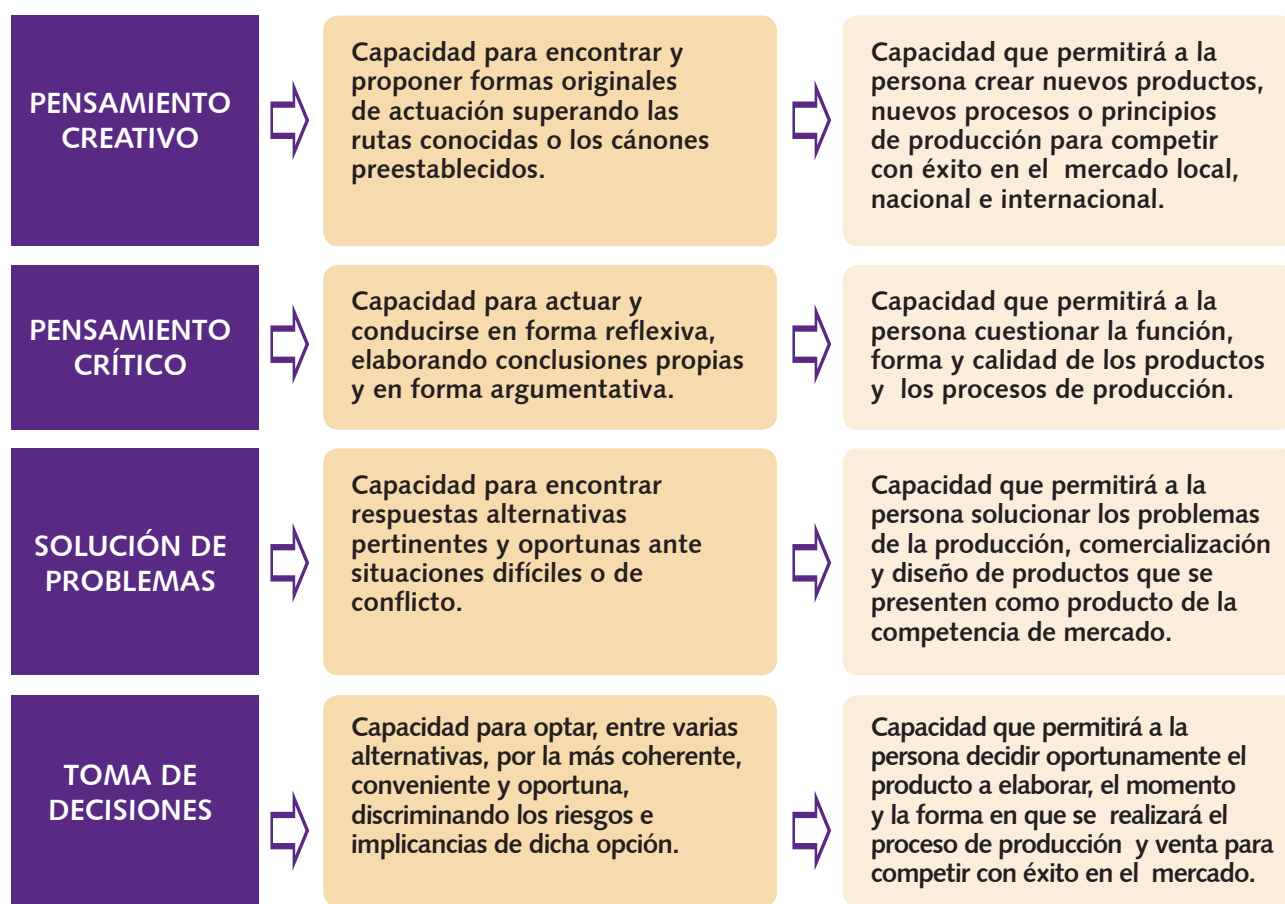 PENSAMIENTO
CREATIVO
Capacidad para encontrar y
proponer formas originales
de actuación superando las
rutas conocidas o los cánones
preestablecidos.
Capacidad que permitirá a la
persona crear nuevos productos,
nuevos procesos o principios
de producción para competir
con éxito en el mercado local,
nacional e internacional.
PENSAMIENTO
CRÍTICO
Capacidad para actuar y
conducirse en forma reflexiva,
elaborando conclusiones propias
y en forma argumentativa.
Capacidad que permitirá a la
persona cuestionar la función,
forma y calidad de los productos
y los procesos de producción.
SOLUCIÓN DE
PROBLEMAS
Capacidad para encontrar
respuestas alternativas
pertinentes y oportunas ante
situaciones difíciles o de
conflicto.
Capacidad que permitirá a la
persona solucionar los problemas
de la producción, comercialización
y diseño de productos que se
presenten como producto de la
competencia de mercado.
TOMA DE
DECISIONES
Capacidad para optar, entre varias
alternativas, por la más coherente,
conveniente y oportuna,
discriminando los riesgos e
implicancias de dicha opción.
Capacidad que permitirá a la
persona decidir oportunamente el
producto a elaborar, el momento
y la forma en que se realizará el
proceso de producción y venta para
competir con éxito en el mercado.